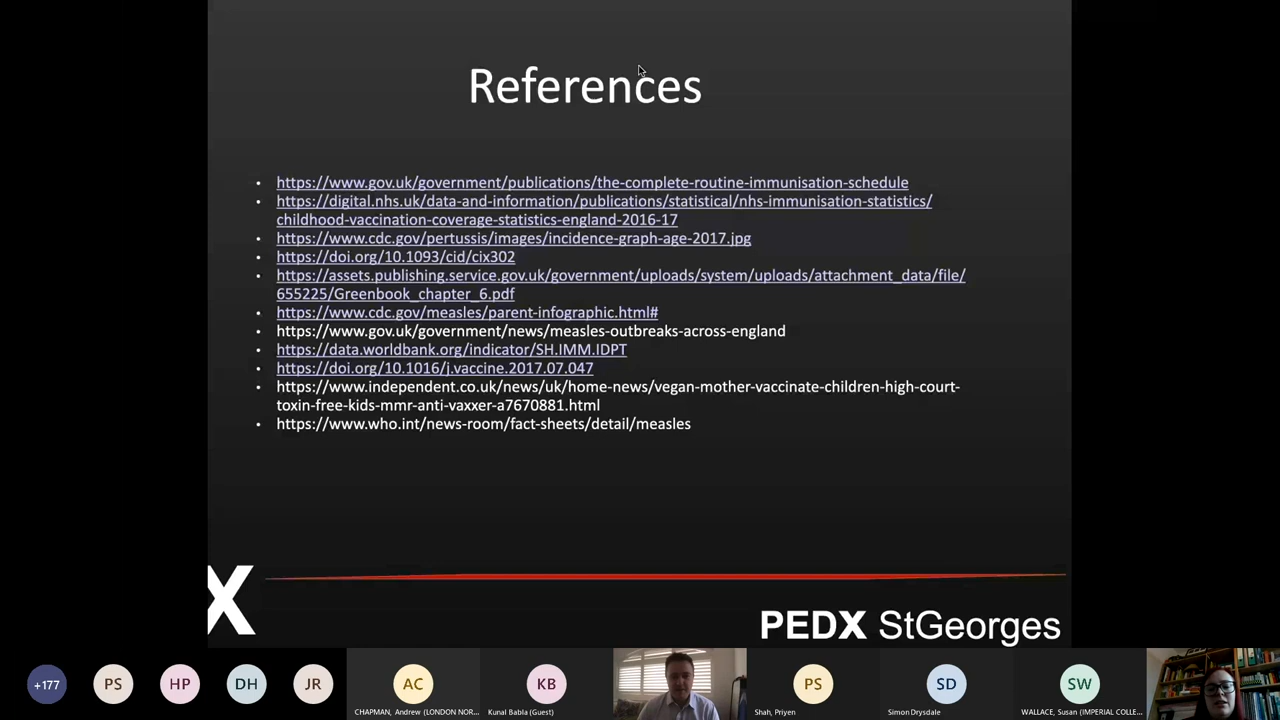 References
• https://www.gov.uk/government/publications/the-complete-routine-immunisation-schedule
• https://digital.nhs.uk/data-and-information/publications/statistical/nhs-immunisation-statistics/
childhood-vaccination-coverage-statistics-england-2016-17
• https://www.cdc.gov/pertussis/images/incidence-graph-age-2017.jpg
• https://doi.org/10.1093/cid/cix302
• https://assets.publishing.service.gov.uk/government/uploads/system/uploads/attachment_data/file/
655225/Greenbook_chapter_6.pdf
• https://www.cdc.gov/measles/parent-infographic.html#
• https://www.gov.uk/government/news/measles-outbreaks-across-england
• https://data.worldbank.org/indicator/SH.IMM.IDPT
• https://doi.org/10.1016/j.vaccine.2017.07.047
• https://www.independent.co.uk/news/uk/home-news/vegan-mother-vaccinate-children-high-court-
toxin-free-kids-mmr-anti-vaxxer-a7670881.html
• https://www.who.int/news-room/fact-sheets/detail/measles
X
PEDX StGeorges
+177 PS HP DH JR AC KB PS SD SW
CHAPMAN, Andrew (LONDON NOR... Kunal Babla (Guest) Shah, Priyen Simon Drysdale WALLACE, Susan (IMPERIAL COLLE...